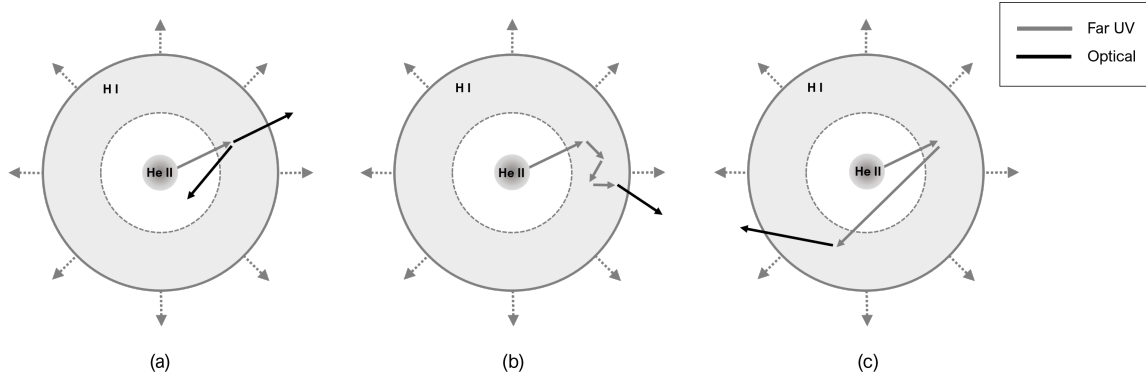 Far UV
Optical
H I
He II
(a)
H I
He II
(b)
H I
He II
(c)